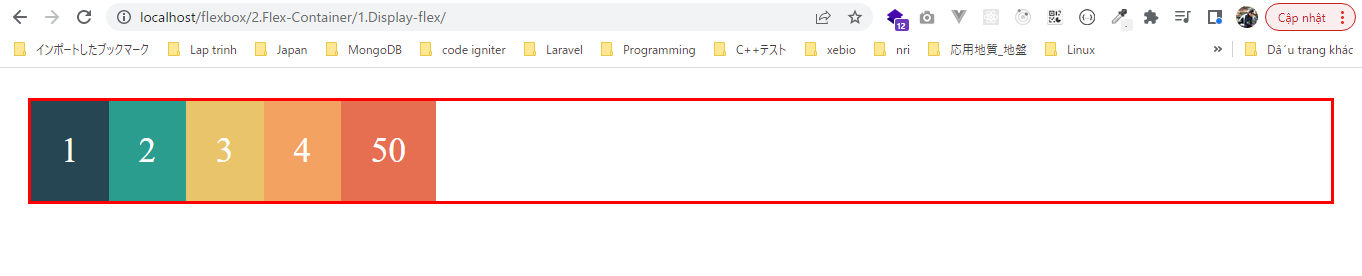 localhost/flexbox/2.Flex-Container/1.Display-flex/ 12 Cập nhật
インポートしたブックマーク Lap trinh Japan MongoDB code igniter Laravel Programming C++テスト xebio nri 応用地質_地盤 Linux » Dâ´u trang khác
1 2 3 4 50